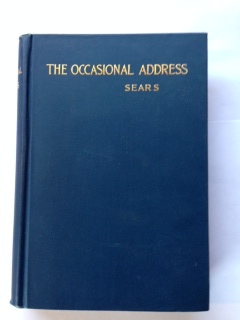 THE OCCASIONAL ADDRESS
SEARS